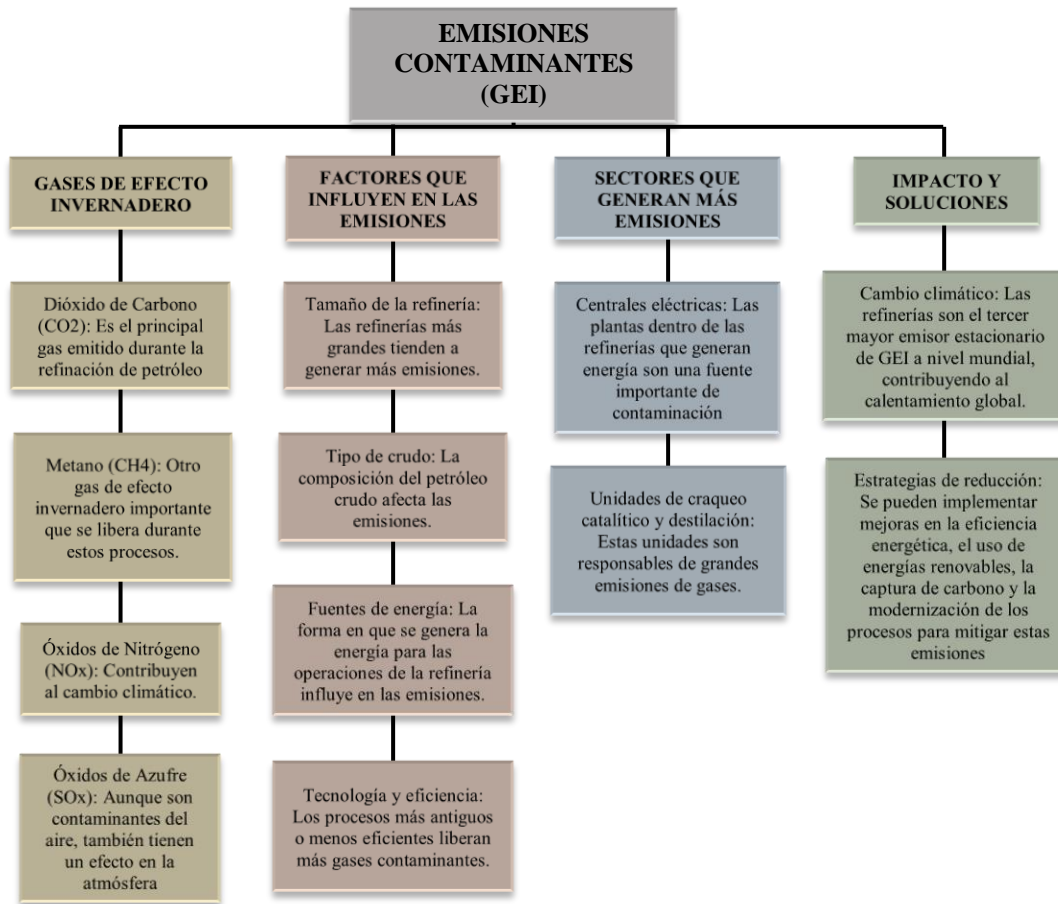 EMISIONES
CONTAMINANTES
(GEI)
GASES DE EFECTO
INVERNADERO
Dióxido de Carbono
(CO2): Es el principal
gas emitido durante la
refinación de petróleo
Metano (CH4): Otro
gas de efecto
invernadero importante
que se libera durante
estos procesos.
Óxidos de Nitrógeno
(NOx): Contribuyen
al cambio climático.
Óxidos de Azufre
(SOx): Aunque son
contaminantes del
aire, también tienen
un efecto en la
atmósfera
FACTORES QUE
INFLUYEN EN LAS
EMISIONES
Tamaño de la refinería:
Las refinerías más
grandes tienden a
generar más emisiones.
Tipo de crudo: La
composición del petróleo
crudo afecta las
emisiones.
Fuentes de energía: La
forma en que se genera la
energía para las
operaciones de la refinería
influye en las emisiones.
Tecnología y eficiencia:
Los procesos más antiguos
o menos eficientes liberan
más gases contaminantes.
SECTORES QUE
GENERAN MÁS
EMISIONES
Centrales eléctricas: Las
plantas dentro de las
refinerías que generan
energía son una fuente
importante de
contaminación
Unidades de craqueo
catalítico y destilación:
Estas unidades son
responsables de grandes
emisiones de gases.
IMPACTO Y
SOLUCIONES
Cambio climático: Las
refinerías son el tercer
mayor emisor estacionario
de GEI a nivel mundial,
contribuyendo al
calentamiento global.
Estrategias de reducción:
Se pueden implementar
mejoras en la eficiencia
energética, el uso de
energías renovables, la
captura de carbono y la
modernización de los
procesos para mitigar estas
emisiones